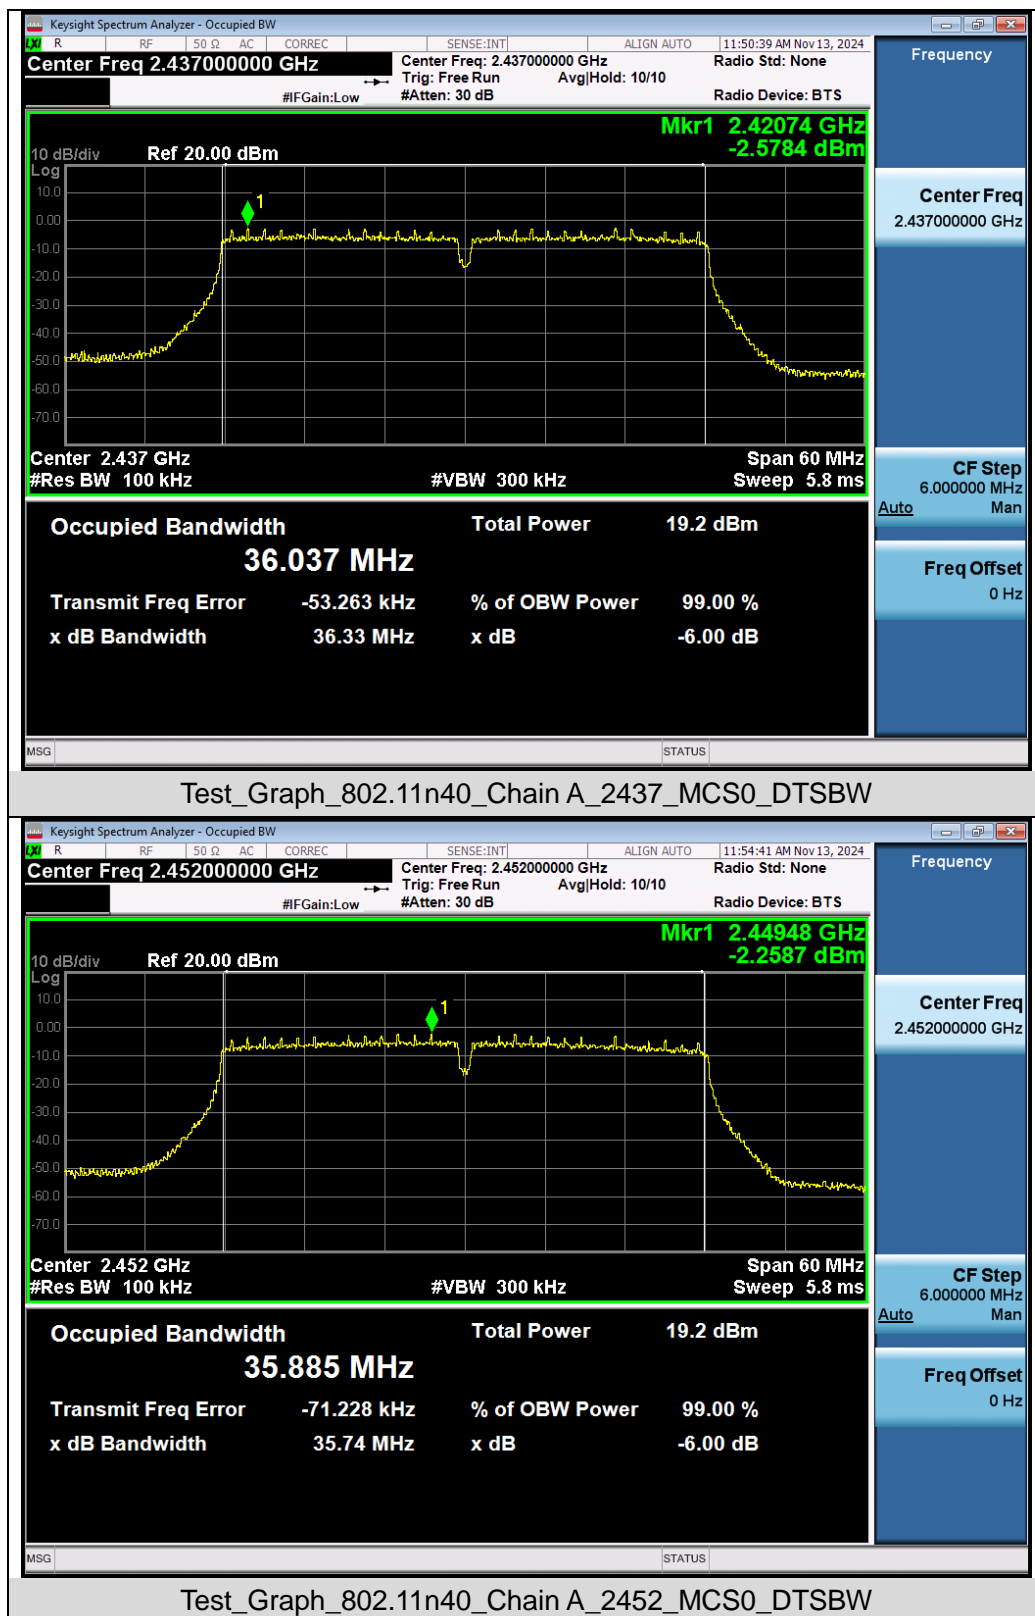 Keysight Spectrum Analyzer - Occupied BW
LXI R RF 50 Ω AC CORREC SENSE:INT ALIGN AUTO 11:50:39 AM Nov 13, 2024
Center Freq 2.437000000 GHz
Center Freq: 2.437000000 GHz
Radio Std: None
Trig: Free Run Avg|Hold: 10/10
#IFGain:Low
#Atten: 30 dB
Radio Device: BTS
Frequency
Mkr1 2.42074 GHz
-2.5784 dBm
10 dB/div Ref 20.00 dBm
Log
10.0
0.00
-10.0
-20.0
-30.0
-40.0
-50.0
-60.0
-70.0
1
Center 2.437 GHz
Span 60 MHz
#Res BW 100 kHz
#VBW 300 kHz
Sweep 5.8 ms
Center Freq
2.437000000 GHz
CF Step
6.000000 MHz
Auto Man
Freq Offset
0 Hz
Occupied Bandwidth
Total Power 19.2 dBm
36.037 MHz
Transmit Freq Error -53.263 kHz % of OBW Power 99.00 %
x dB Bandwidth 36.33 MHz x dB -6.00 dB
MSG STATUS
Test_Graph_802.11n40_Chain A_2437_MCS0_DTSBW
Keysight Spectrum Analyzer - Occupied BW
LXI R RF 50 Ω AC CORREC SENSE:INT ALIGN AUTO 11:54:41 AM Nov 13, 2024
Center Freq 2.452000000 GHz
Center Freq: 2.452000000 GHz
Radio Std: None
Trig: Free Run Avg|Hold: 10/10
#IFGain:Low
#Atten: 30 dB
Radio Device: BTS
Frequency
Mkr1 2.44948 GHz
-2.2587 dBm
10 dB/div Ref 20.00 dBm
Log
10.0
0.00
-10.0
-20.0
-30.0
-40.0
-50.0
-60.0
-70.0
1
Center 2.452 GHz
Span 60 MHz
#Res BW 100 kHz
#VBW 300 kHz
Sweep 5.8 ms
Center Freq
2.452000000 GHz
CF Step
6.000000 MHz
Auto Man
Freq Offset
0 Hz
Occupied Bandwidth
Total Power 19.2 dBm
35.885 MHz
Transmit Freq Error -71.228 kHz % of OBW Power 99.00 %
x dB Bandwidth 35.74 MHz x dB -6.00 dB
MSG STATUS
Test_Graph_802.11n40_Chain A_2452_MCS0_DTSBW